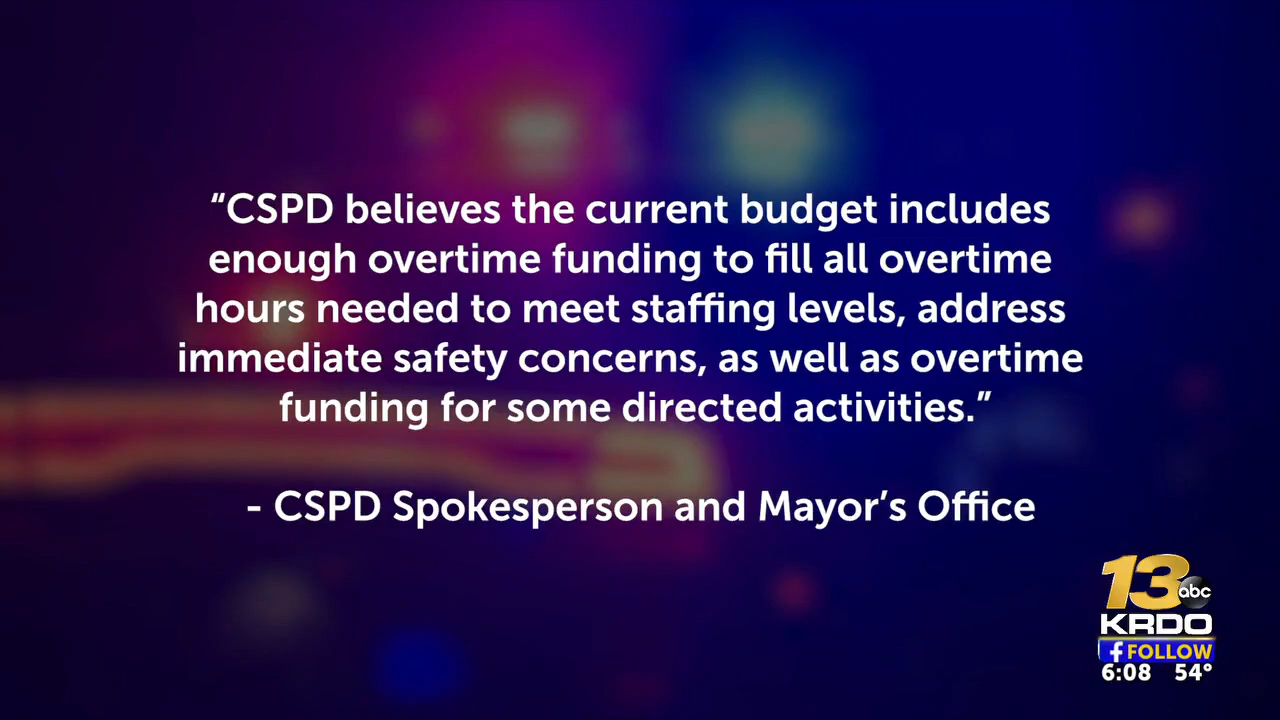 “CSPD believes the current budget includes
enough overtime funding to fill all overtime
hours needed to meet staffing levels, address
immediate safety concerns, as well as overtime
funding for some directed activities.”
- CSPD Spokesperson and Mayor’s Office
13
abc
KRDO
f FOLLOW
6:08 54°